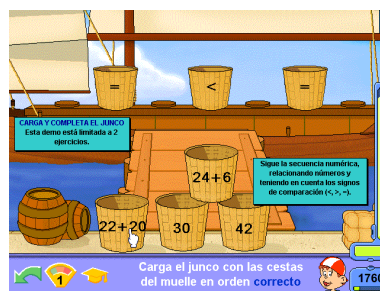 =
<
=
CARGA Y COMPLETA EL JUNCO
Esta demo está limitada a 2
ejercicios.
24+6
Sigue la secuencia numérica,
relacionando números y
teniendo en cuenta los signos
de comparación (<, >, =).
22+20
30
42
1
Carga el junco con las cestas
del muelle en orden correcto
1760